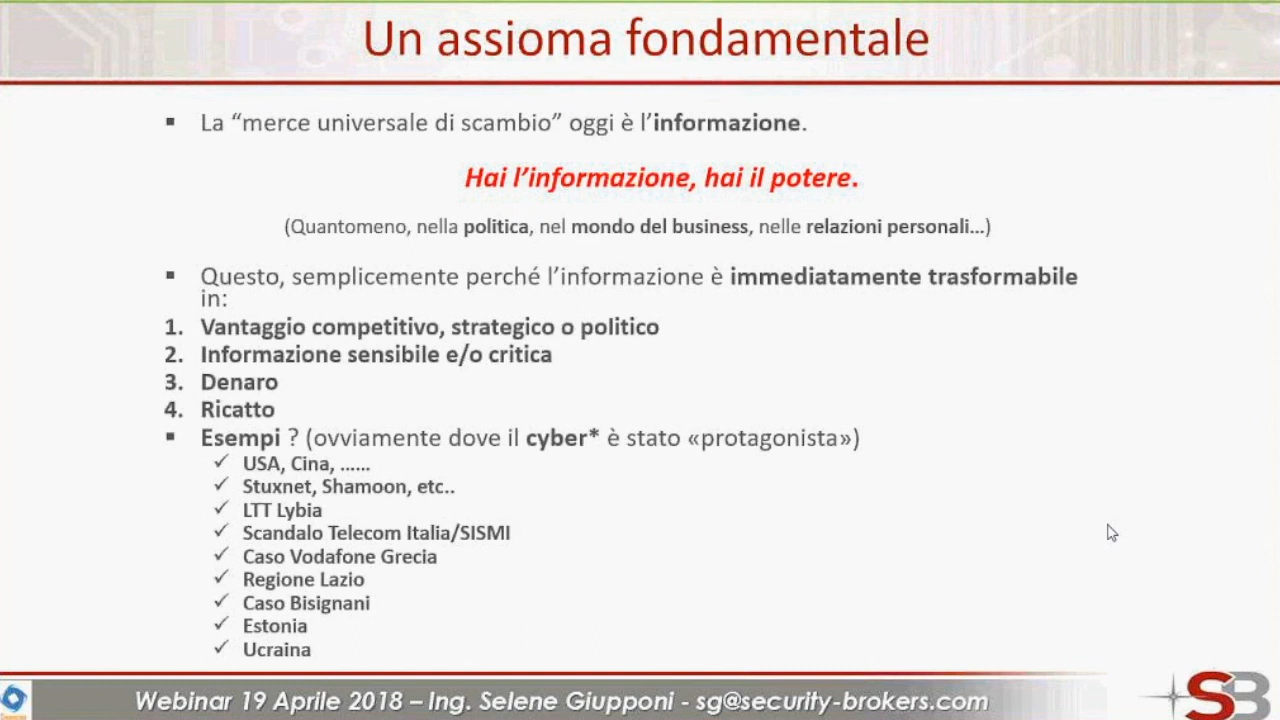 Un assioma fondamentale
▪ La “merce universale di scambio” oggi è l’informazione.
Hai l’informazione, hai il potere.
(Quantomeno, nella politica, nel mondo del business, nelle relazioni personali…)
▪ Questo, semplicemente perché l’informazione è immediatamente trasformabile
in:
1. Vantaggio competitivo, strategico o politico
2. Informazione sensibile e/o critica
3. Denaro
4. Ricatto
▪ Esempi ? (ovviamente dove il cyber* è stato «protagonista»)
✓ USA, Cina, ......
✓ Stuxnet, Shamoon, etc..
✓ LTT Lybia
✓ Scandalo Telecom Italia/SISMI
✓ Caso Vodafone Grecia
✓ Regione Lazio
✓ Caso Bisignani
✓ Estonia
✓ Ucraina
Webinar 19 Aprile 2018 – Ing. Selene Giupponi - sg@security-brokers.com
SB